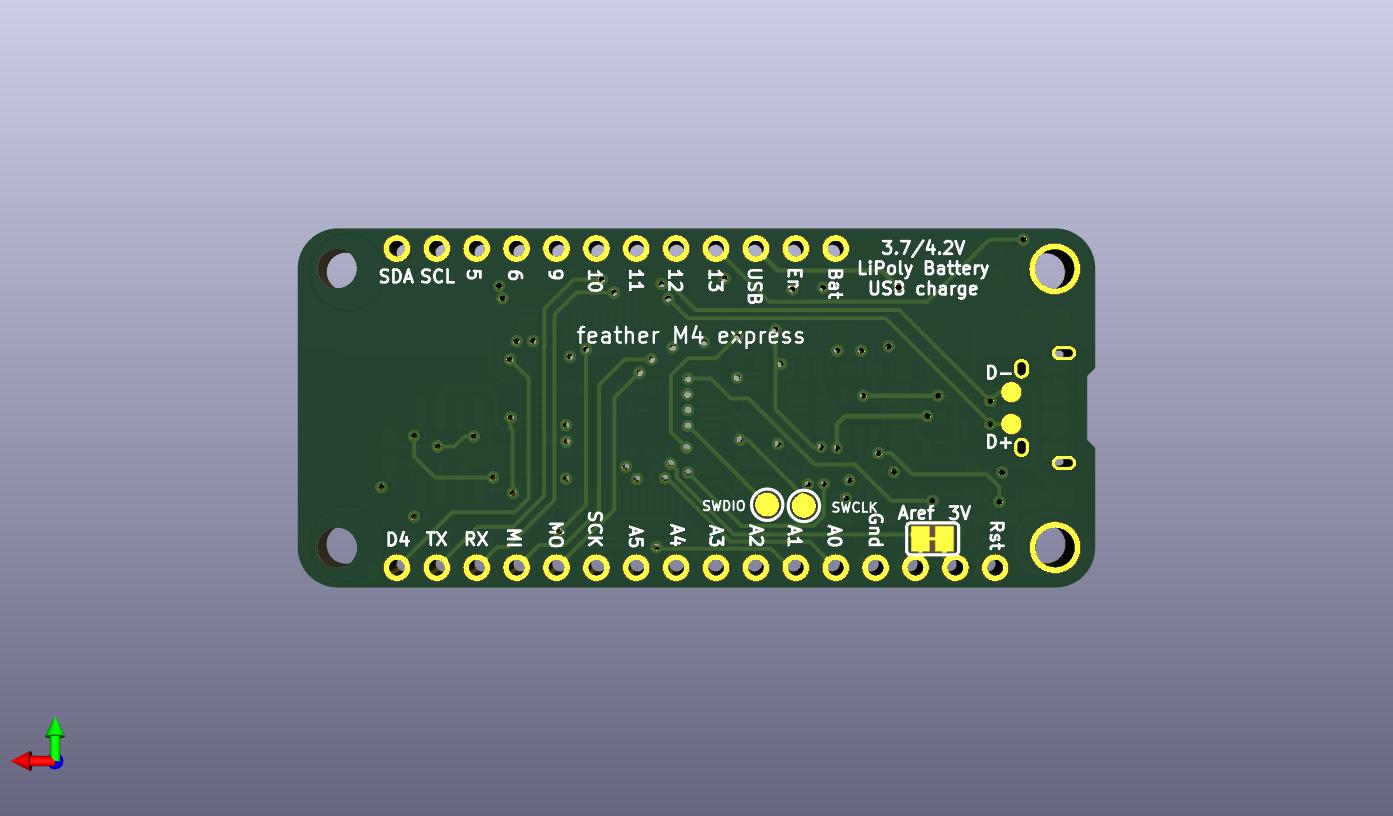 SDA SCL 5 6 9 10 11 12 13 USB En Bat
3.7/4.2V
LiPoly Battery
USB charge
feather M4 express
D-
D+
SWDIO SWCLK
Aref 3V
D4 TX RX MI MO SCK A5 A4 A3 A2 A1 A0 Gnd Rst